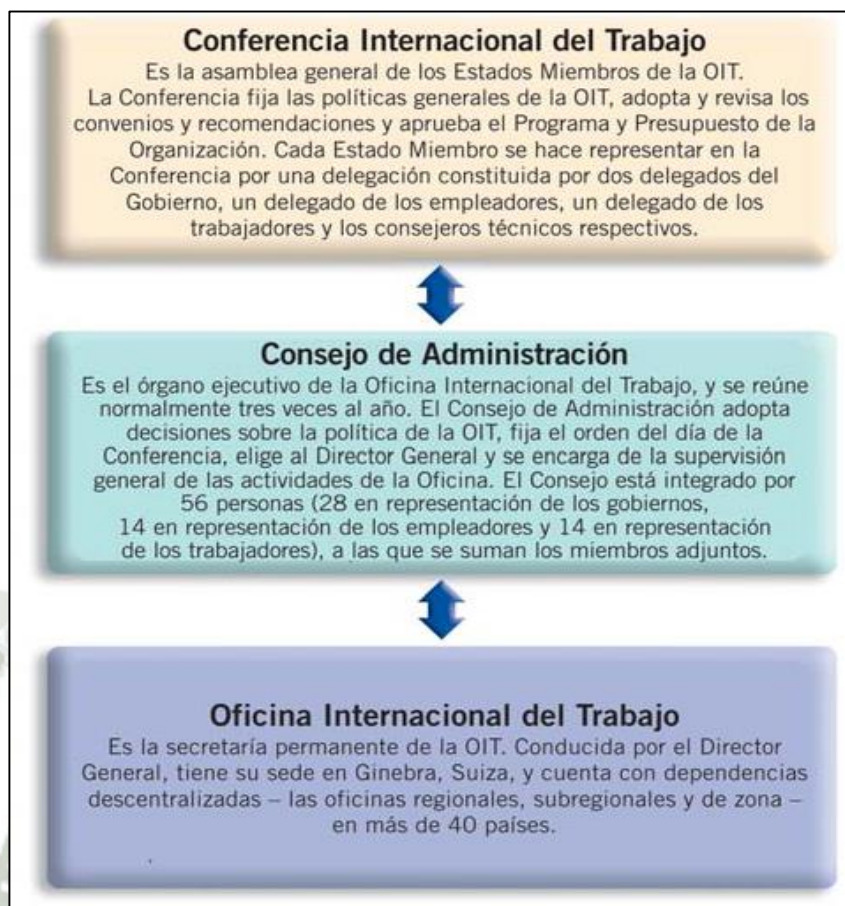 Conferencia Internacional del Trabajo
Es la asamblea general de los Estados Miembros de la OIT.
La Conferencia fija las políticas generales de la OIT, adopta y revisa los
convenios y recomendaciones y aprueba el Programa y Presupuesto de la
Organización. Cada Estado Miembro se hace representar en la
Conferencia por una delegación constituida por dos delegados del
Gobierno, un delegado de los empleadores, un delegado de los
trabajadores y los consejeros técnicos respectivos.
Consejo de Administración
Es el órgano ejecutivo de la Oficina Internacional del Trabajo, y se reúne
normalmente tres veces al año. El Consejo de Administración adopta
decisiones sobre la política de la OIT, fija el orden del día de la
Conferencia, elige al Director General y se encarga de la supervisión
general de las actividades de la Oficina. El Consejo está integrado por
56 personas (28 en representación de los gobiernos,
14 en representación de los empleadores y 14 en representación
de los trabajadores), a las que se suman los miembros adjuntos.
Oficina Internacional del Trabajo
Es la secretaría permanente de la OIT. Conducida por el Director
General, tiene su sede en Ginebra, Suiza, y cuenta con dependencias
descentralizadas – las oficinas regionales, subregionales y de zona –
en más de 40 países.